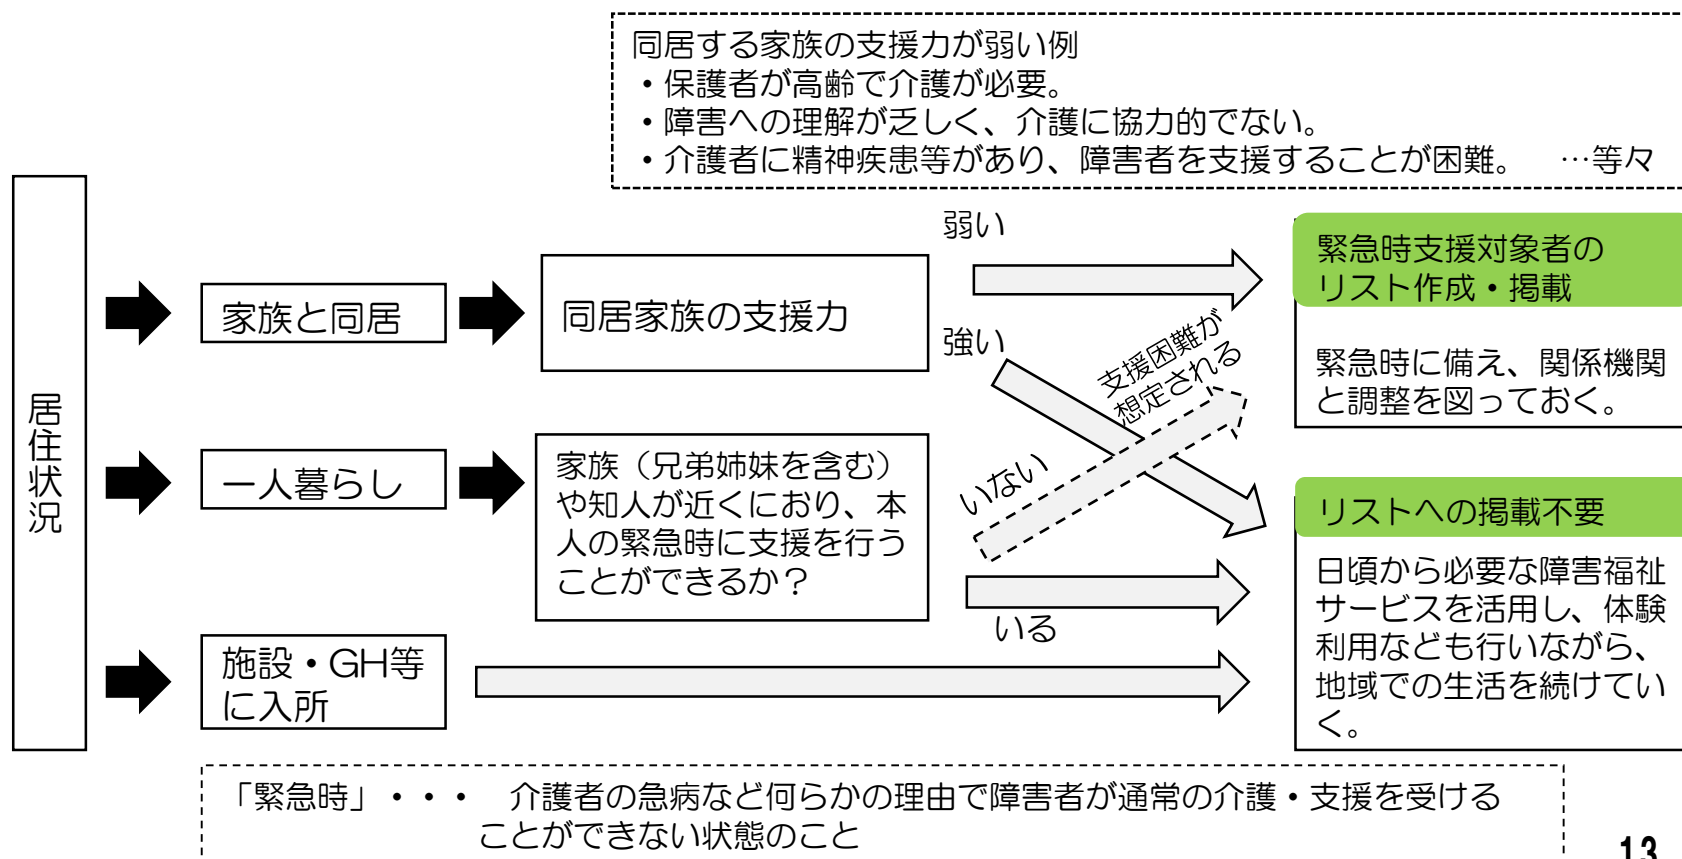 同居する家族の支援力が弱い例
・保護者が高齢で介護が必要。
・障害への理解が乏しく、介護に協力的でない。
・介護者に精神疾患等があり、障害者を支援することが困難。　…等々
居住状況
家族と同居
同居家族の支援力
弱い
強い
緊急時支援対象者の
リスト作成・掲載
緊急時に備え、関係機関
と調整を図っておく。
一人暮らし
家族（兄弟姉妹を含む）
や知人が近くにおり、本
人の緊急時に支援を行う
ことができるか？
支援困難が
想定される
いない
いる
リストへの掲載不要
日頃から必要な障害福祉
サービスを活用し、体験
利用なども行いながら、
地域での生活を続けてい
く。
施設・GH等
に入所
「緊急時」・・・　介護者の急病など何らかの理由で障害者が通常の介護・支援を受ける
ことができない状態のこと
13